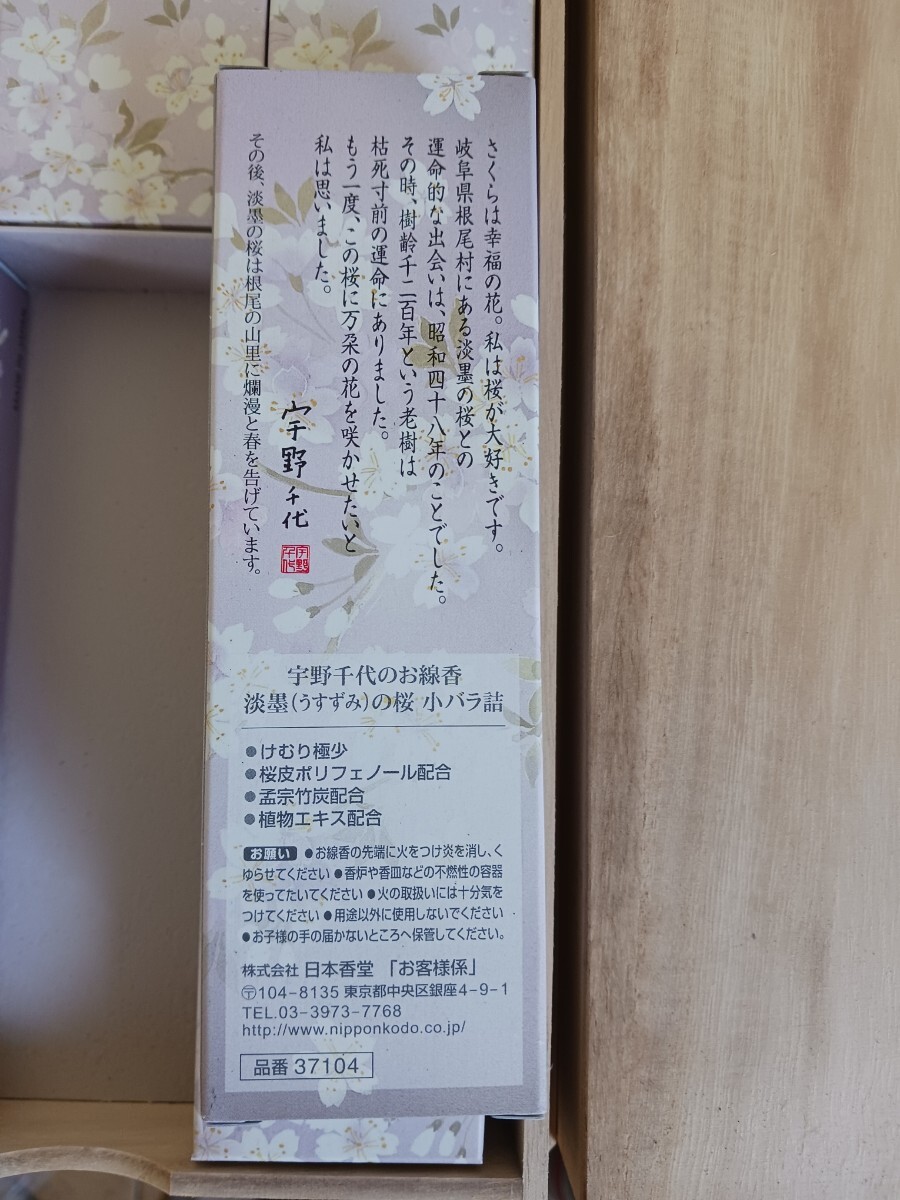 さくらは幸福の花。私は桜が大好きです。
岐阜県根尾村にある淡墨の桜との
運命的な出会いは、昭和四十八年のことでした。
その時、樹齢千二百年という老樹は
枯死寸前の運命にありました。
もう一度、この桜に万朶の花を咲かせたいと
私は思いました。
宇野千代
宇野千代
その後、淡墨の桜は根尾の山里に爛漫と春を告げています。
宇野千代のお線香
淡墨(うすずみ)の桜 小バラ詰
●けむり極少
●桜皮ポリフェノール配合
●孟宗竹炭配合
●植物エキス配合
お願い ●お線香の先端に火をつけ炎を消し、く
ゆらせてください ●香炉や香皿などの不燃性の容器
を使ってたいてください ●火の取扱いには十分気を
つけてください ●用途以外に使用しないでください
●お子様の手の届かないところへ保管してください。
株式会社 日本香堂 「お客様係」
〶104-8135 東京都中央区銀座4-9-1
TEL.03-3973-7768
http://www.nipponkodo.co.jp/
品番 37104